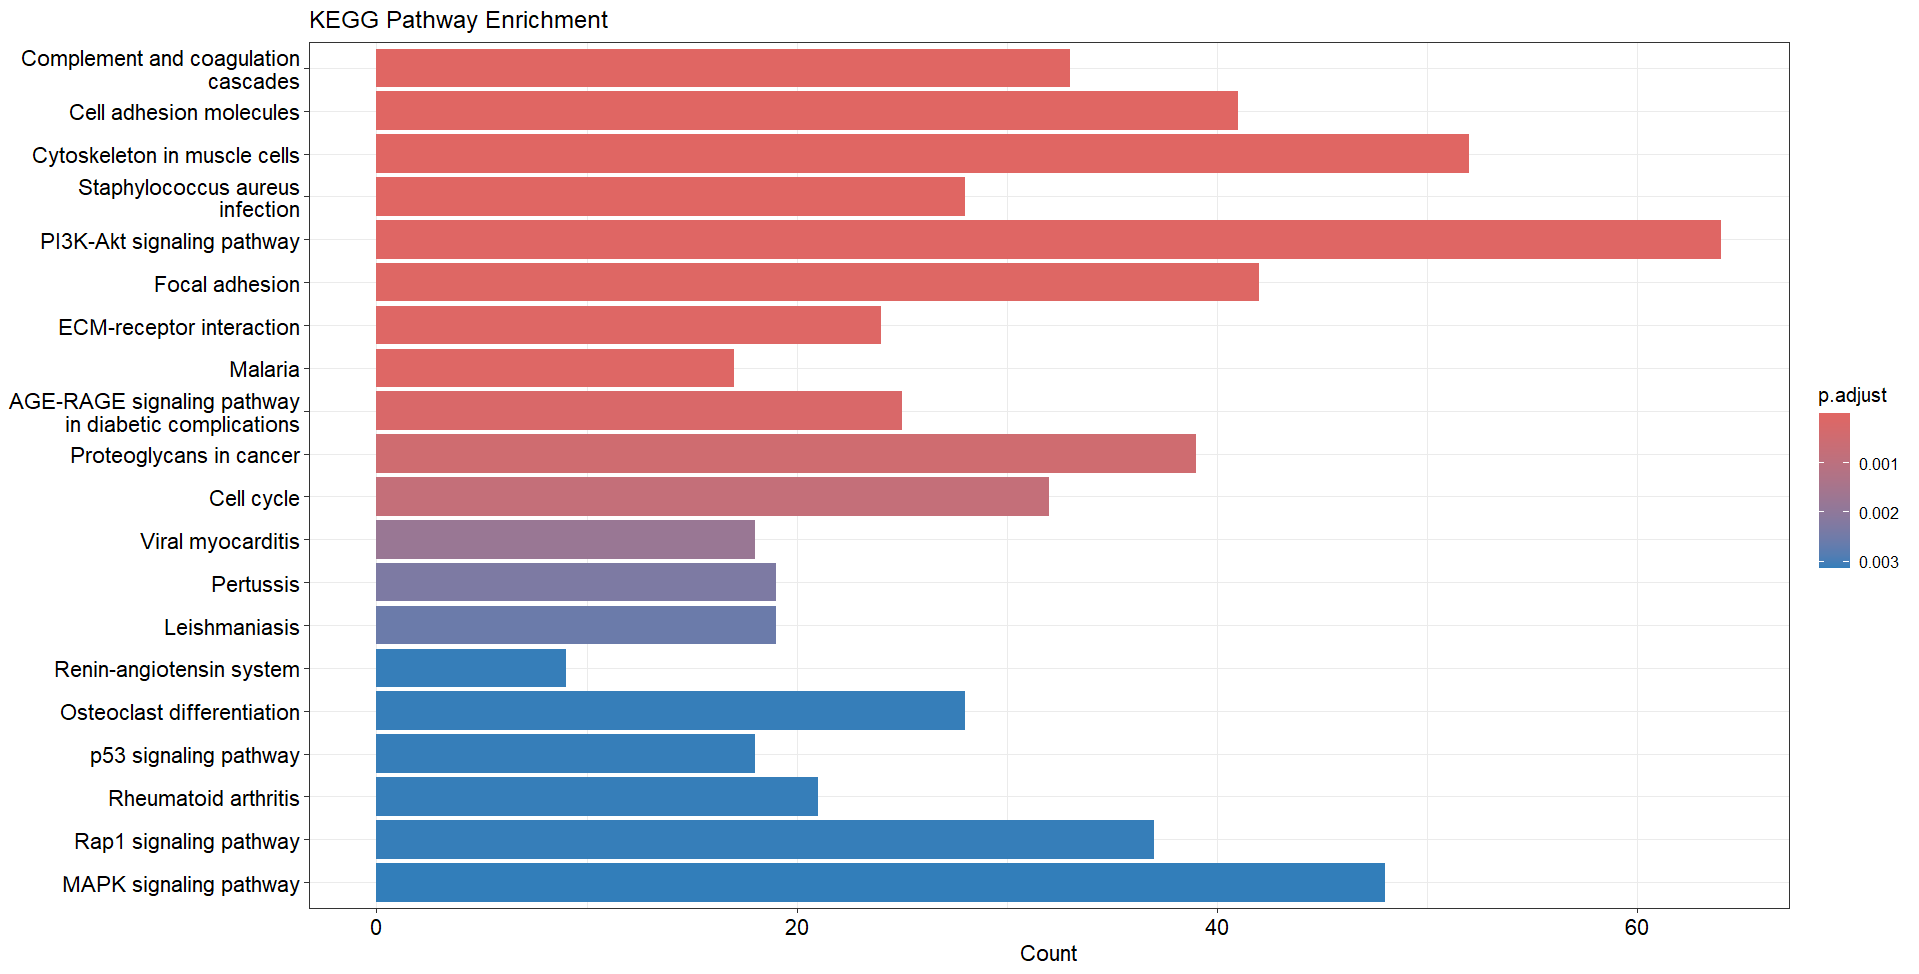 KEGG Pathway Enrichment
Complement and coagulation
cascades
Cell adhesion molecules
Cytoskeleton in muscle cells
Staphylococcus aureus
infection
PI3K-Akt signaling pathway
Focal adhesion
ECM-receptor interaction
Malaria
AGE-RAGE signaling pathway
in diabetic complications
Proteoglycans in cancer
Cell cycle
Viral myocarditis
Pertussis
Leishmaniasis
Renin-angiotensin system
Osteoclast differentiation
p53 signaling pathway
Rheumatoid arthritis
Rap1 signaling pathway
MAPK signaling pathway
0 20 40 60
Count
p.adjust
0.001
0.002
0.003